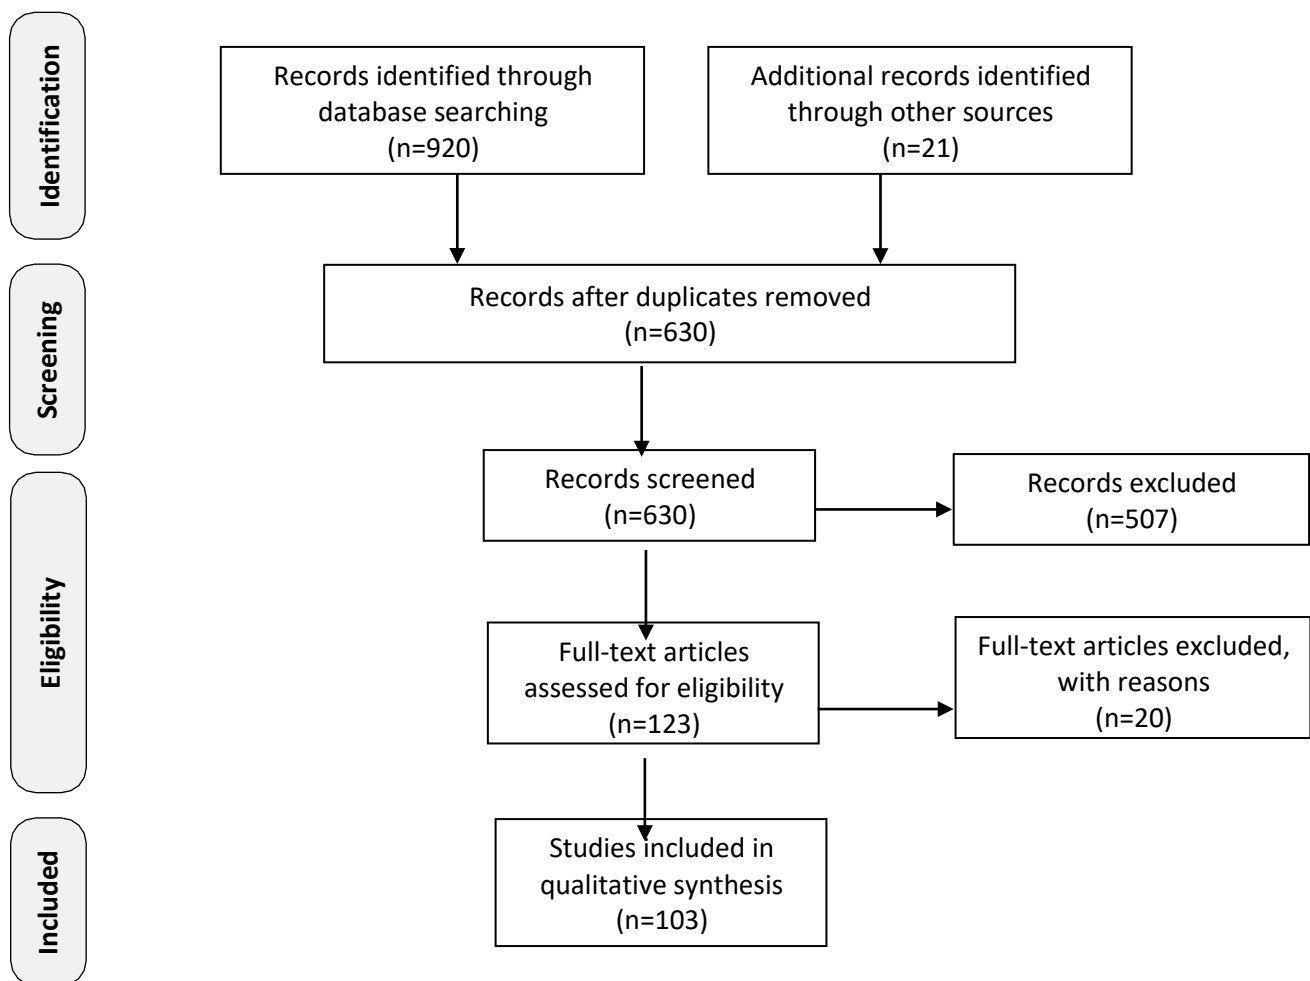 Identification
Records identified through
database searching
(n=920)
Additional records identified
through other sources
(n=21)
Screening
Records after duplicates removed
(n=630)
Eligibility
Records screened
(n=630)
Records excluded
(n=507)
Full-text articles
assessed for eligibility
(n=123)
Full-text articles excluded,
with reasons
(n=20)
Included
Studies included in
qualitative synthesis
(n=103)